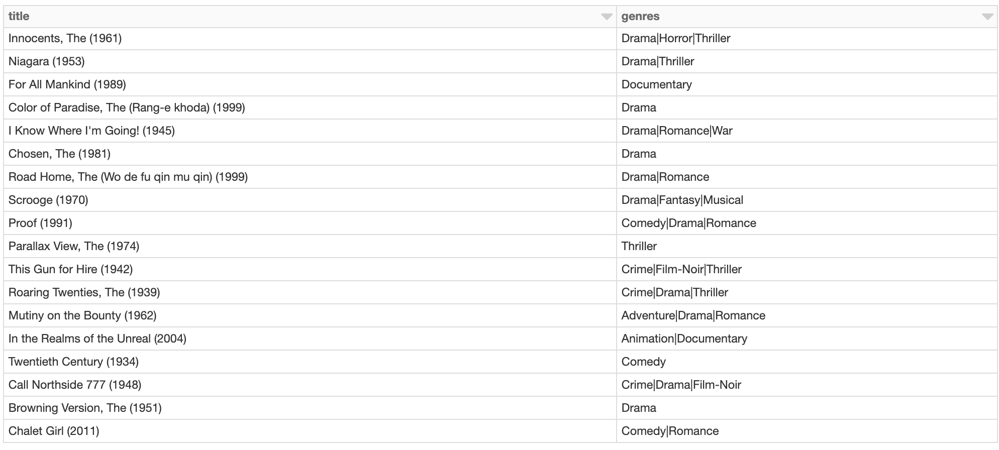 title genres
Innocents, The (1961) Drama|Horror|Thriller
Niagara (1953) Drama|Thriller
For All Mankind (1989) Documentary
Color of Paradise, The (Rang-e khoda) (1999) Drama
I Know Where I'm Going! (1945) Drama|Romance|War
Chosen, The (1981) Drama
Road Home, The (Wo de fu qin mu qin) (1999) Drama|Romance
Scrooge (1970) Drama|Fantasy|Musical
Proof (1991) Comedy|Drama|Romance
Parallax View, The (1974) Thriller
This Gun for Hire (1942) Crime|Film-Noir|Thriller
Roaring Twenties, The (1939) Crime|Drama|Thriller
Mutiny on the Bounty (1962) Adventure|Drama|Romance
In the Realms of the Unreal (2004) Animation|Documentary
Twentieth Century (1934) Comedy
Call Northside 777 (1948) Crime|Drama|Film-Noir
Browning Version, The (1951) Drama
Chalet Girl (2011) Comedy|Romance